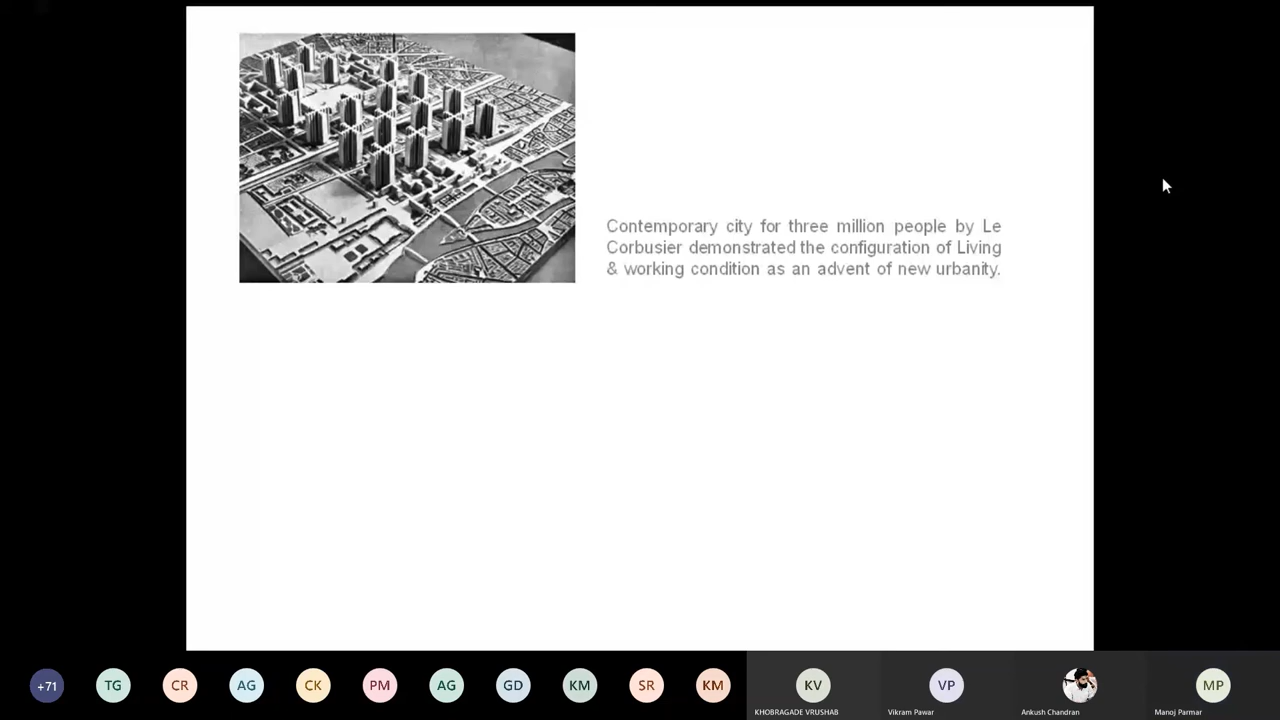 Contemporary city for three million people by Le
Corbusier demonstrated the configuration of Living
& working condition as an advent of new urbanity.
+71
TG
CR
AG
CK
PM
AG
GD
KM
SR
KM
KV
VP
MP
KHOBRAGADE VRUSHAB
Vikram Pawar
Ankush Chandran
Manoj Parmar